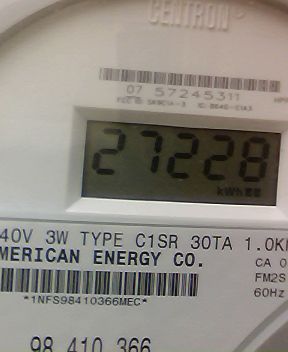 CENTRON
07 57245311
27228
kWh
40V 3W TYPE C1SR 30TA 1.0K
MERICAN ENERGY CO.
CA 0
FM2S
60Hz
*1NFS98410366MEC*
98 410 366